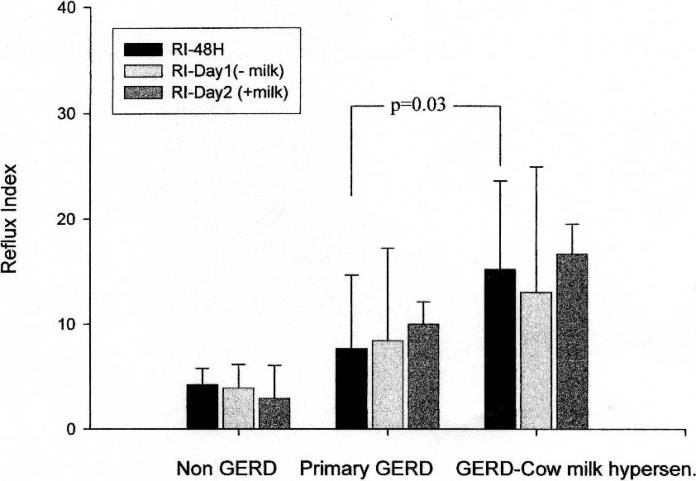 40
RI-48H
RI-Day1(- milk)
RI-Day2 (+milk)
30
p=0.03
Reflux Index
20
10
0
Non GERD Primary GERD GERD-Cow milk hypersen.